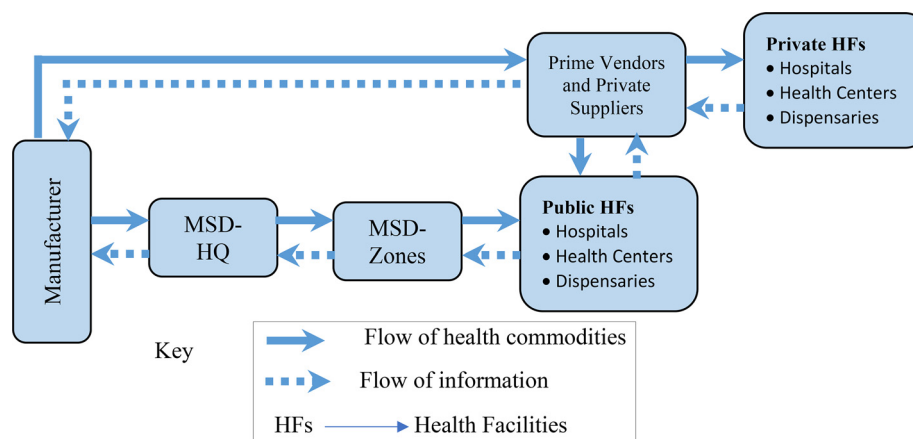 Prime Vendors
and Private
Suppliers
Private HFs
• Hospitals
• Health Centers
• Dispensaries
Manufacturer
MSD-
HQ
MSD-
Zones
Public HFs
• Hospitals
• Health Centers
• Dispensaries
Key
Flow of health commodities
Flow of information
HFs
Health Facilities